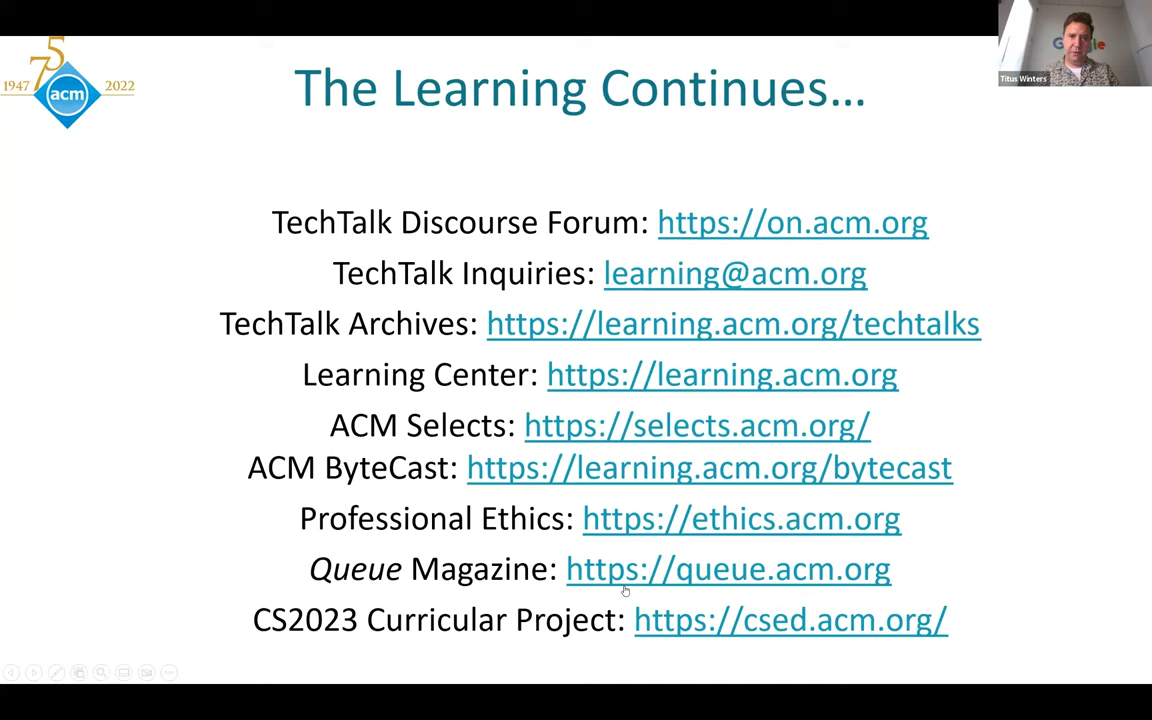 75
1947 acm 2022
The Learning Continues...
Google
Titus Winters
TechTalk Discourse Forum: https://on.acm.org
TechTalk Inquiries: learning@acm.org
TechTalk Archives: https://learning.acm.org/techtalks
Learning Center: https://learning.acm.org
ACM Selects: https://selects.acm.org/
ACM ByteCast: https://learning.acm.org/bytecast
Professional Ethics: https://ethics.acm.org
Queue Magazine: https://queue.acm.org
CS2023 Curricular Project: https://csed.acm.org/